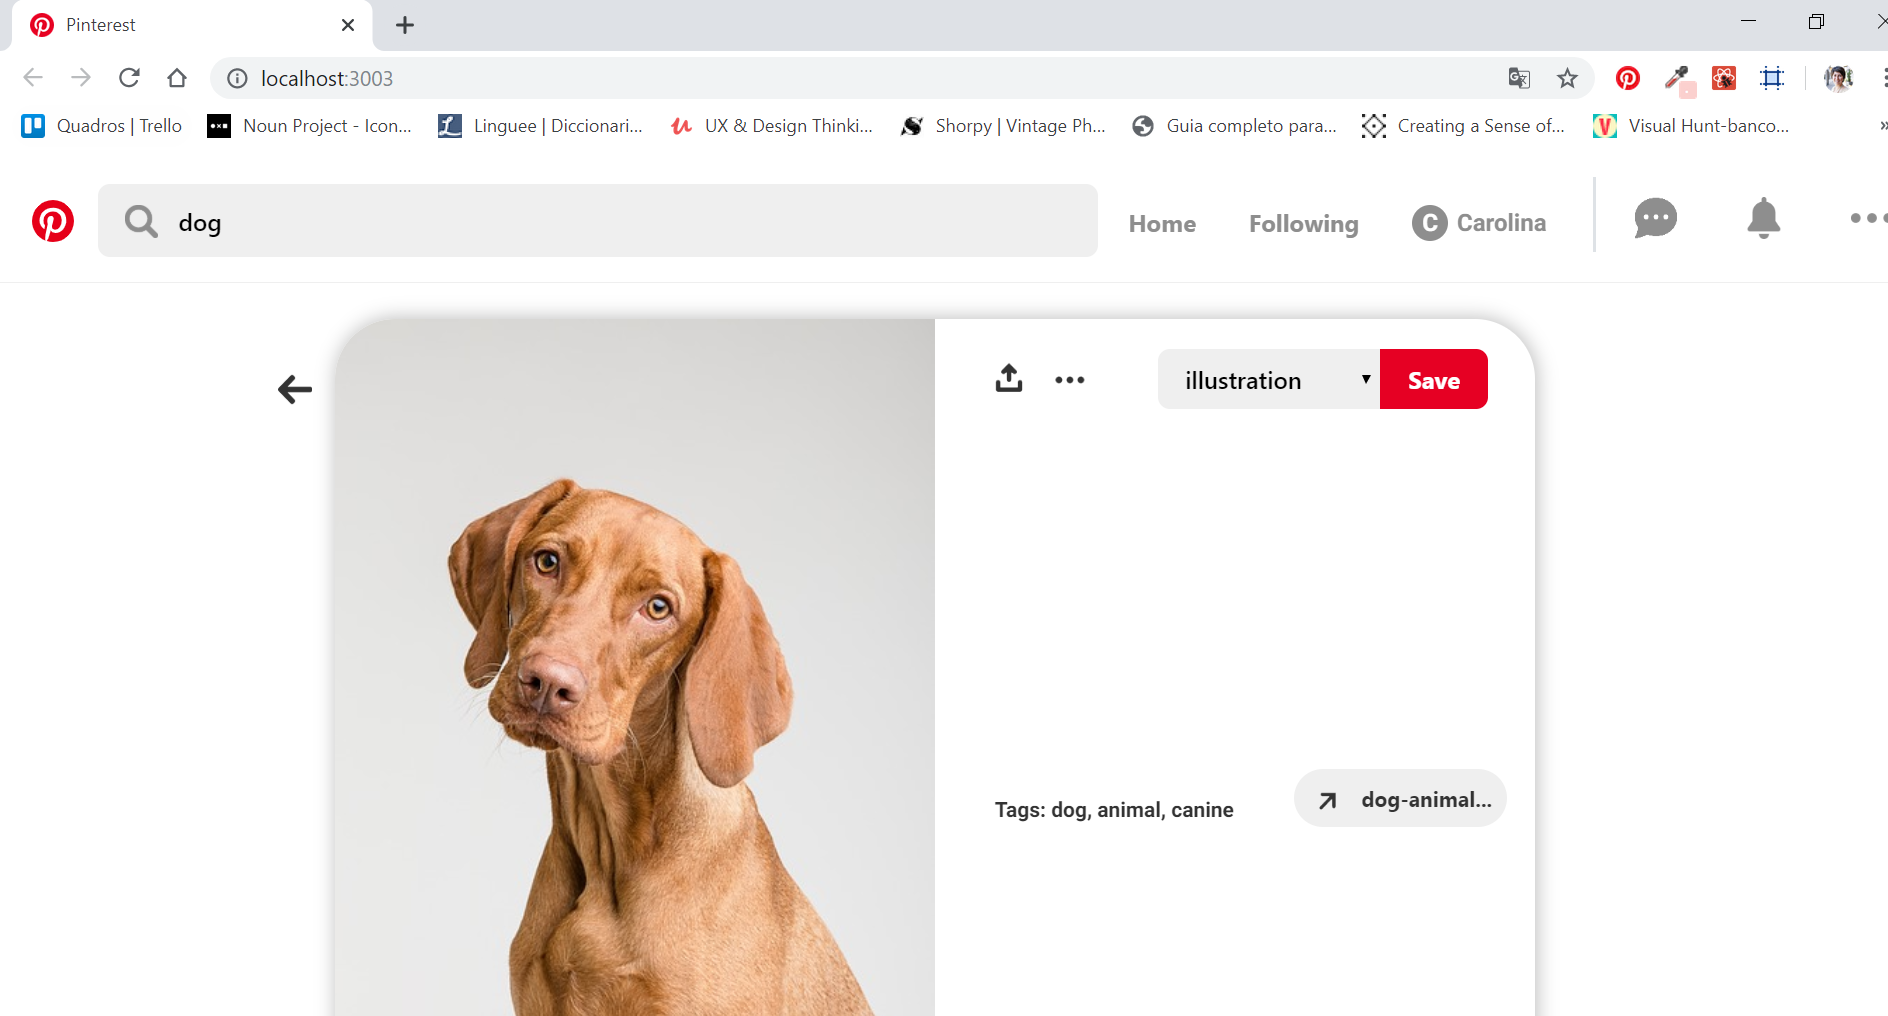 Pinterest
localhost:3003
Quadros | Trello
Noun Project - Icon...
Linguee | Diccionari...
UX & Design Thinki...
Shorpy | Vintage Ph...
Guia completo para...
Creating a Sense of...
Visual Hunt-banco...
»
dog
Home
Following
C Carolina
illustration
Save
Tags: dog, animal, canine
dog-animal...